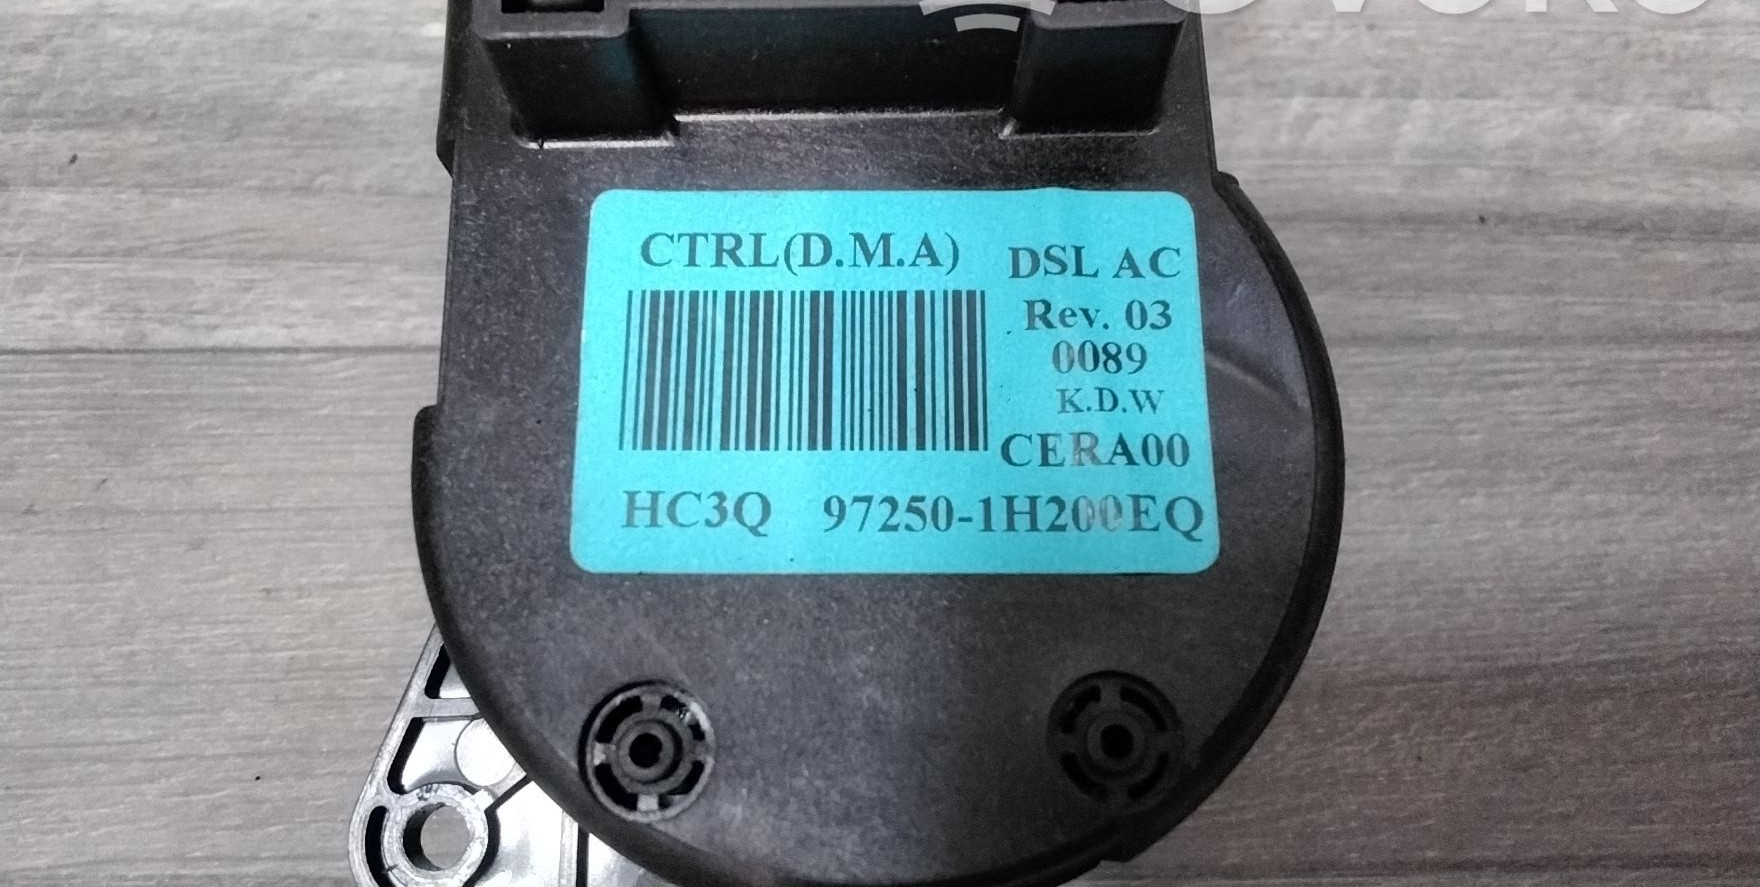 CTRL(D.M.A)
DSL AC
Rev. 03
0089
K.D.W
CERA00
HC3Q 97250-1H200EQ